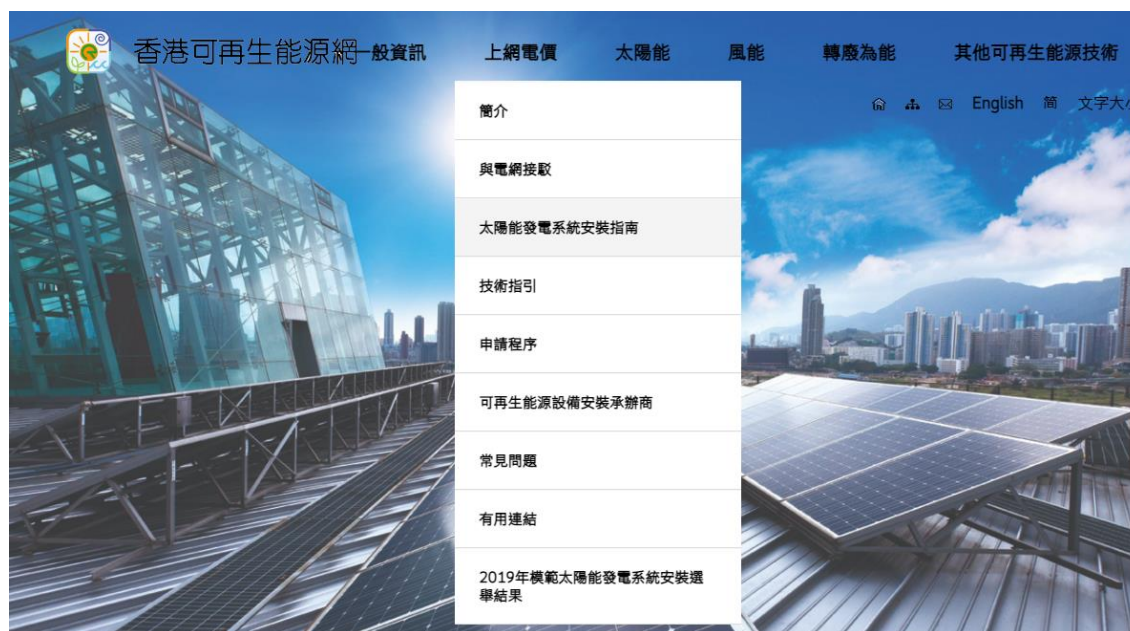 香港可再生能源網
一般資訊 上網電價 太陽能 風能 轉廢為能 其他可再生能源技術
English 简 文字大小
簡介
與電網接駁
太陽能發電系統安裝指南
技術指引
申請程序
可再生能源設備安裝承辦商
常見問題
有用連結
2019年模範太陽能發電系統安裝選
舉結果